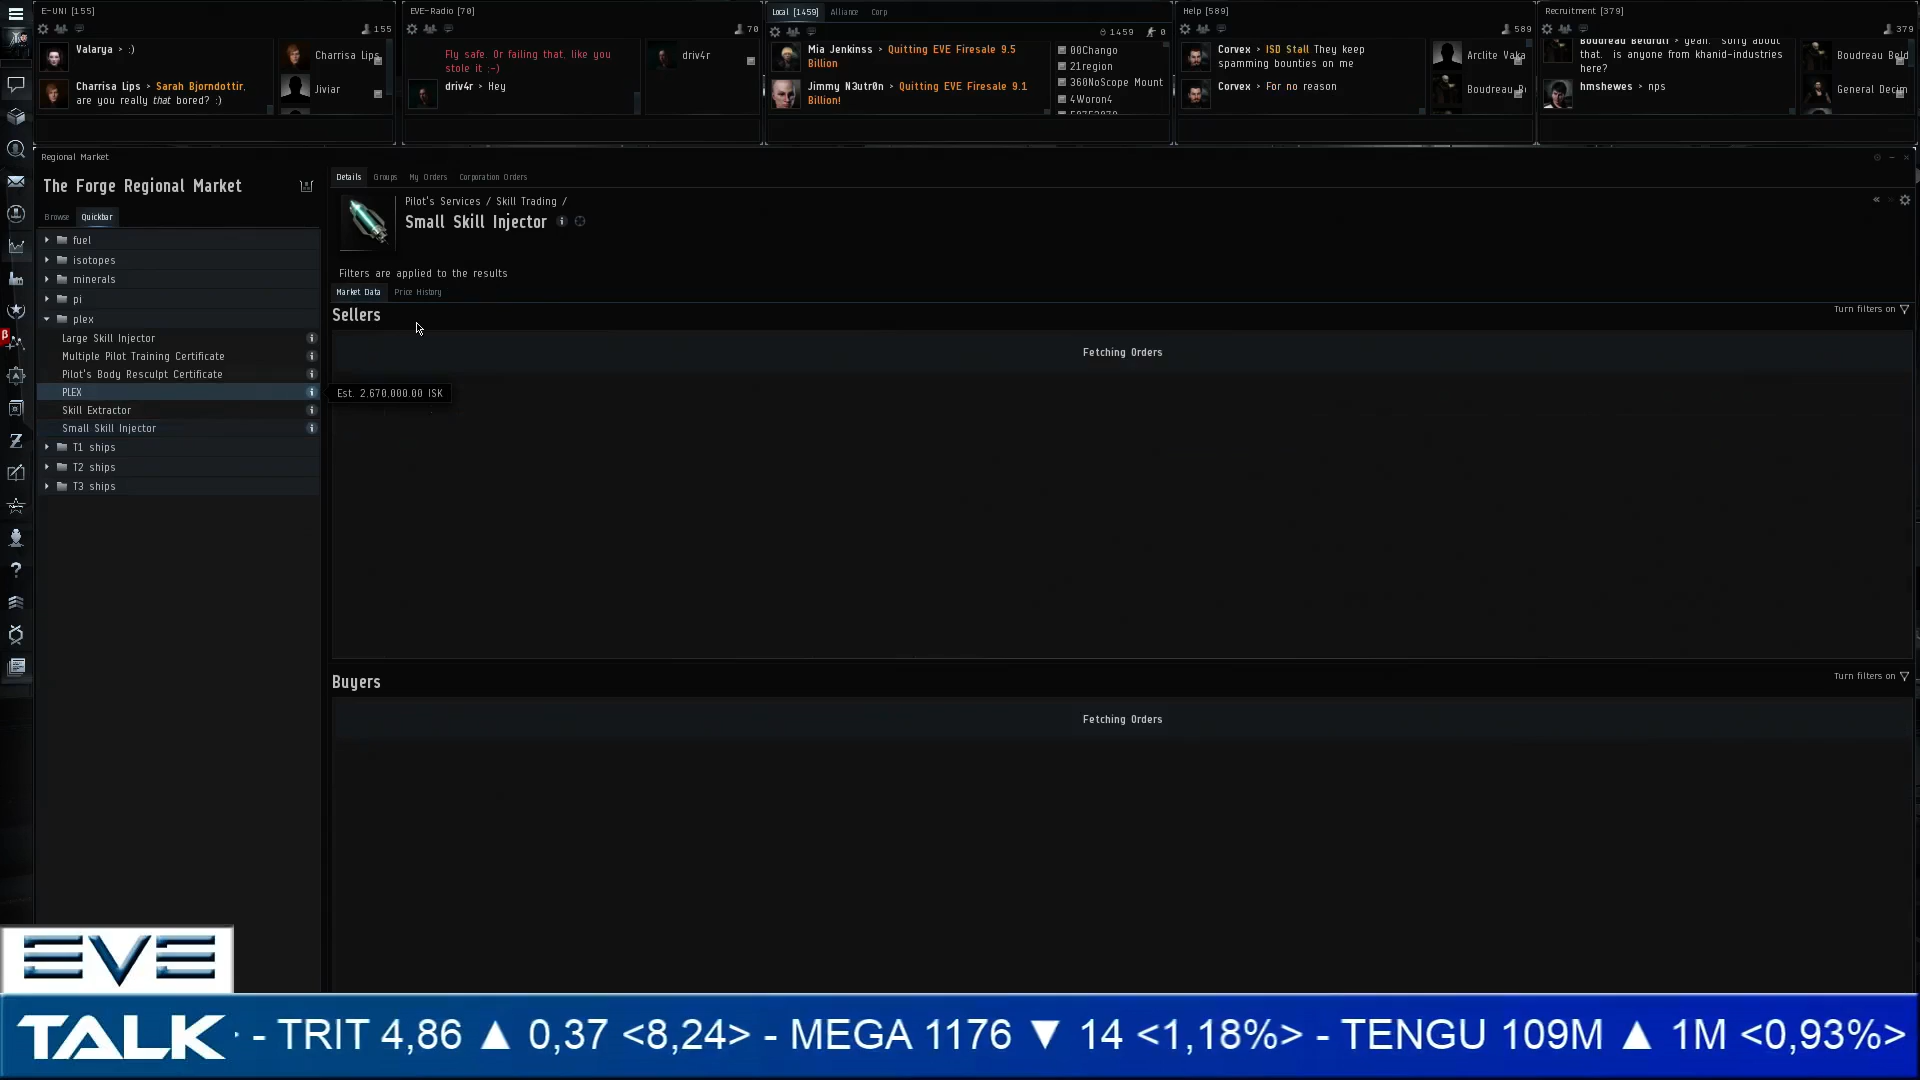 E-UNI [155]
155
Valarya > :)
Charrisa Lips > Sarah Bjorndottir.
are you really that bored? :)
Charrisa Lips
Jiviar
EVE-Radio [70]
70
Fly safe. Or failing that, like you
stole it :-)
driv4r > Hey
driv4r
Local [1459]
Alliance
Corp
1459
0
Mia Jenkinss > Quitting EVE Firesale 9.5
Billion
Jimmy N3utr0n > Quitting EVE Firesale 9.1
Billion!
00Chango
21region
360NoScope Mount
4Woron4
Help [589]
589
Corvex > ISD Stall They keep
spamming bounties on me
Corvex > For no reason
Arclite Vaka
Boudreau Be
Recruitment [379]
379
Boudreau Beldrull > yeah. sorry about
that. is anyone from khanid-industries
here?
hmshewes > nps
Boudreau Beld
General Decim
Regional Market
The Forge Regional Market
Browse
Quickbar
fuel
isotopes
minerals
pi
plex
Large Skill Injector
Multiple Pilot Training Certificate
Pilot's Body Resculpt Certificate
PLEX
Skill Extractor
Small Skill Injector
T1 ships
T2 ships
T3 ships
Est. 2,670,000.00 ISK
Details
Groups
My Orders
Corporation Orders
Pilot's Services / Skill Trading /
Small Skill Injector
Filters are applied to the results
Market Data
Price History
Sellers
Turn filters on
Fetching Orders
Buyers
Turn filters on
Fetching Orders
EVE
TALK
- TRIT 4,86 ▲ 0,37 <8,24> - MEGA 1176 ▼ 14 <1,18%> - TENGU 109M ▲ 1M <0,93%>